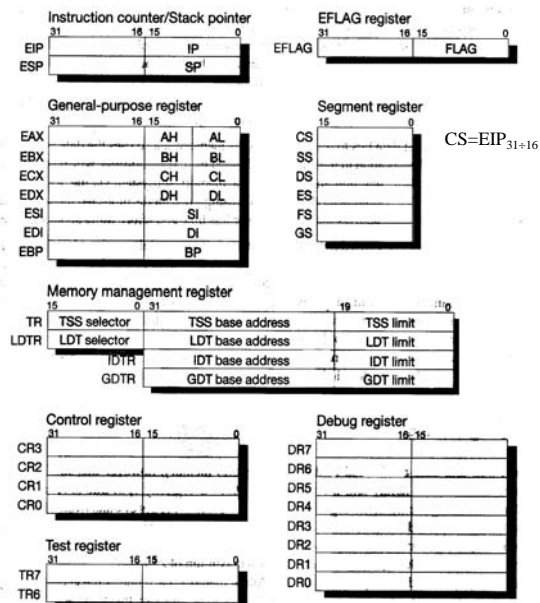 Instruction counter/Stack pointer
31 16 15 0
EIP IP
ESP SP
EFLAG register
31 16 15 0
EFLAG FLAG
General-purpose register
31 16 15 0
EAX AH AL
EBX BH BL
ECX CH CL
EDX DH DL
ESI SI
EDI DI
EBP BP
Segment register
15 0
CS
SS
DS
ES
FS
GS
CS=EIP31÷16
Memory management register
15 0 31 19 0
TR TSS selector TSS base address TSS limit
LDTR LDT selector LDT base address LDT limit
IDTR IDT base address IDT limit
GDTR GDT base address GDT limit
Control register
31 16 15 0
CR3
CR2
CR1
CR0
Debug register
31 16 15 0
DR7
DR6
DR5
DR4
DR3
DR2
DR1
DR0
Test register
31 16 15 0
TR7
TR6